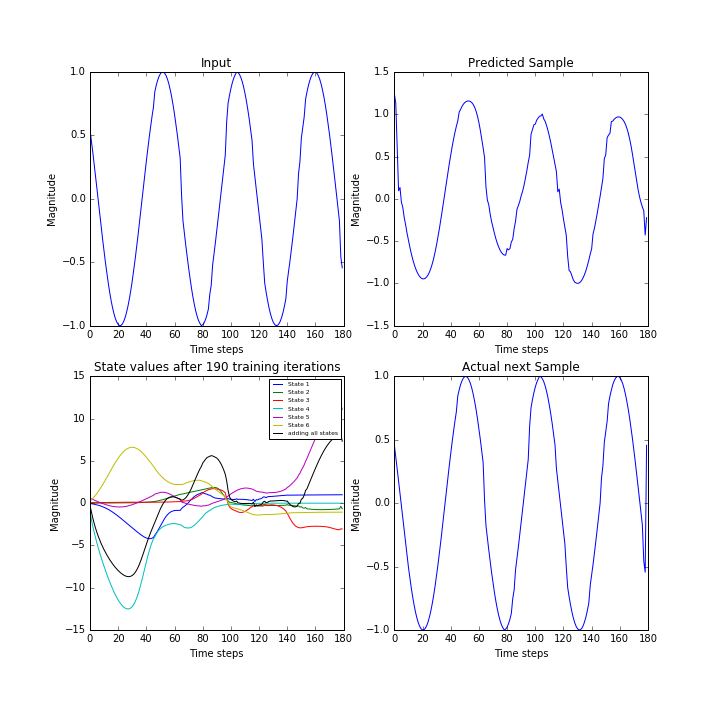 Input
Magnitude
1.0
0.5
0.0
−0.5
−1.0
0 20 40 60 80 100 120 140 160 180
Time steps
Predicted Sample
Magnitude
1.5
1.0
0.5
0.0
−0.5
−1.0
−1.5
0 20 40 60 80 100 120 140 160 180
Time steps
State values after 190 training iterations
Magnitude
15
10
5
0
−5
−10
−15
0 20 40 60 80 100 120 140 160 180
Time steps
State 1
State 2
State 3
State 4
State 5
State 6
adding all states
Actual next Sample
Magnitude
1.0
0.5
0.0
−0.5
−1.0
0 20 40 60 80 100 120 140 160 180
Time steps